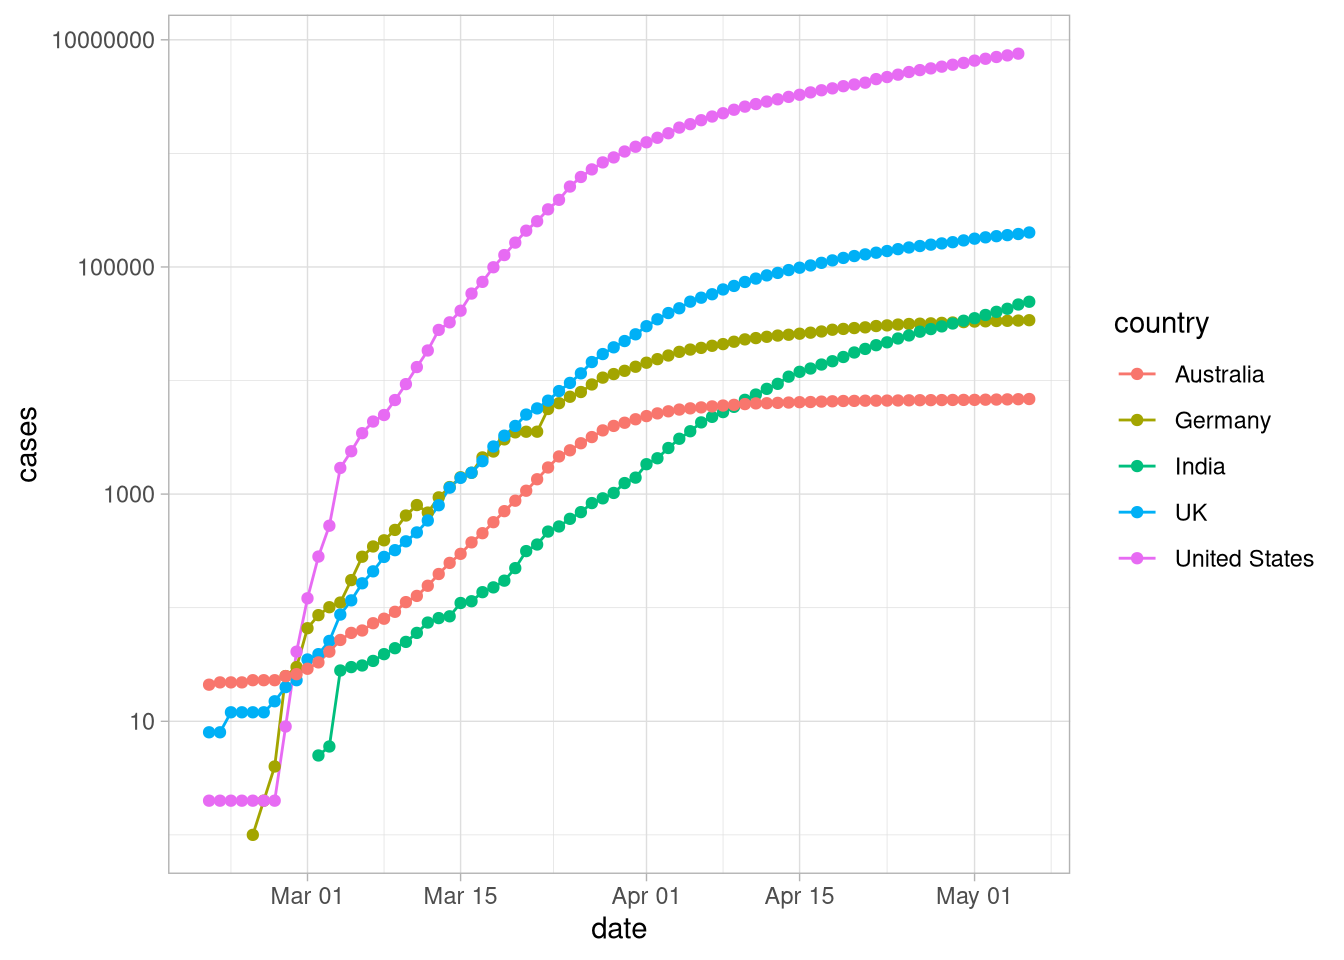 10000000
100000
1000
10
cases
Mar 01 Mar 15 Apr 01 Apr 15 May 01
date
country
Australia
Germany
India
UK
United States